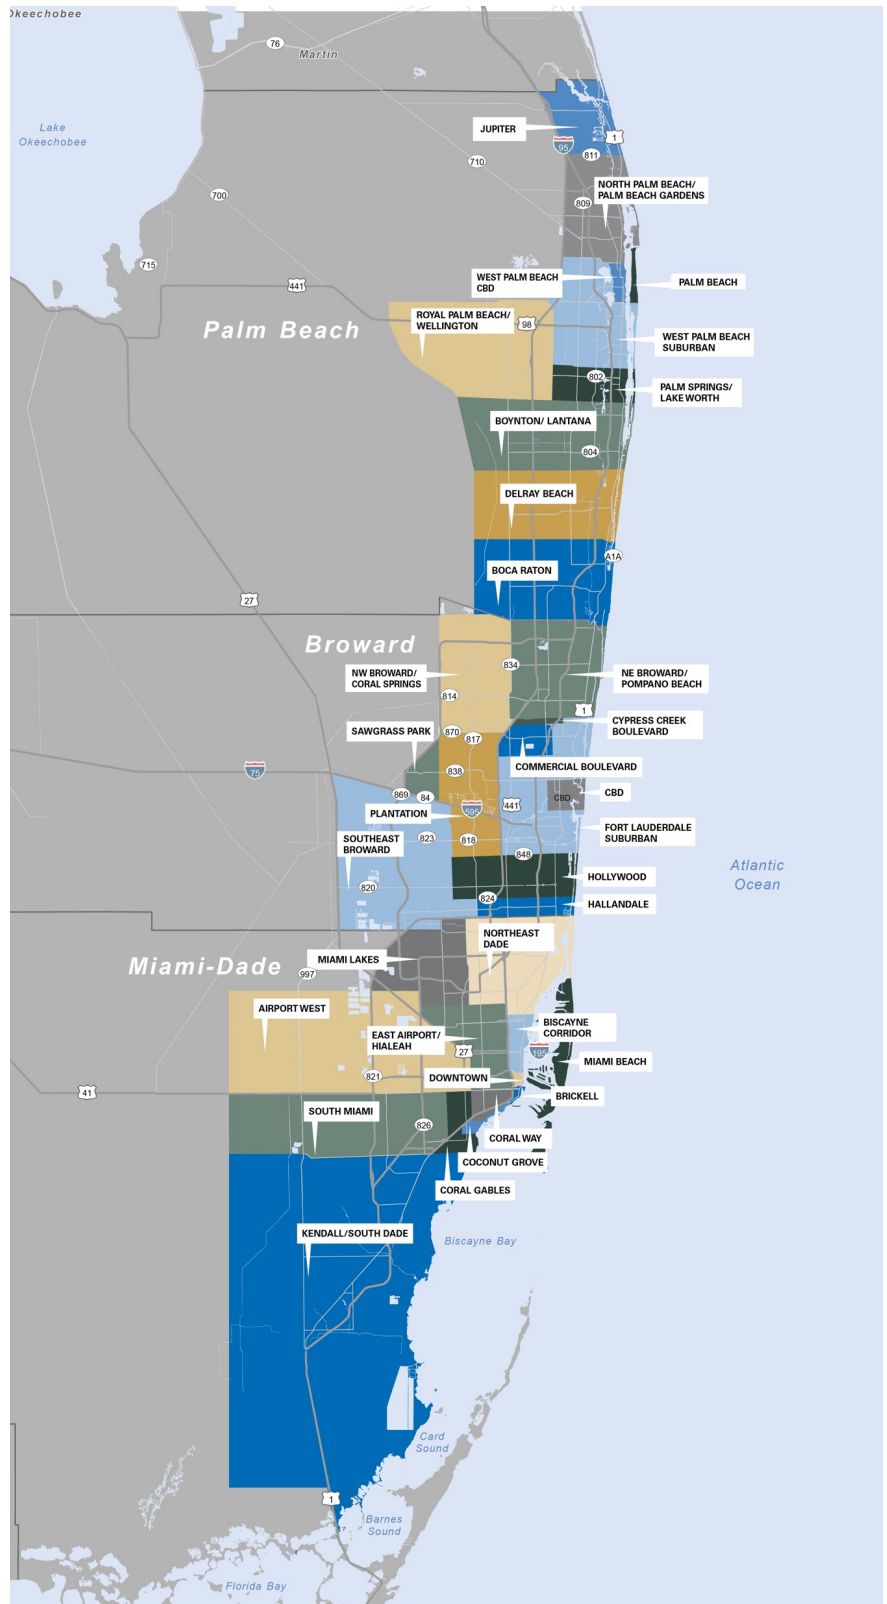 Okeechobee
76
Martin
Lake
Okeechobee
JUPITER
1
95
811
710
NORTH PALM BEACH/
PALM BEACH GARDENS
700
809
715
441
WEST PALM BEACH
CBD
PALM BEACH
ROYAL PALM BEACH/
WELLINGTON
98
Palm Beach
WEST PALM BEACH
SUBURBAN
802
PALM SPRINGS/
LAKE WORTH
BOYNTON/ LANTANA
804
DELRAY BEACH
A1A
BOCA RATON
27
Broward
834
NW BROWARD/
CORAL SPRINGS
NE BROWARD/
POMPANO BEACH
814
1
CYPRESS CREEK
BOULEVARD
SAWGRASS PARK
870
817
COMMERCIAL BOULEVARD
75
838
869
84
CBD
CBD
PLANTATION
595
441
FORT LAUDERDALE
SUBURBAN
823
818
SOUTHEAST
BROWARD
848
Atlantic
Ocean
HOLLYWOOD
820
824
HALLANDALE
NORTHEAST
DADE
MIAMI LAKES
Miami-Dade
997
AIRPORT WEST
BISCAYNE
CORRIDOR
EAST AIRPORT/
HIALEAH
27
195
MIAMI BEACH
821
DOWNTOWN
41
BRICKELL
SOUTH MIAMI
826
CORAL WAY
COCONUT GROVE
CORAL GABLES
KENDALL/SOUTH DADE
Biscayne Bay
Card
Sound
1
Barnes
Sound
Florida Bay